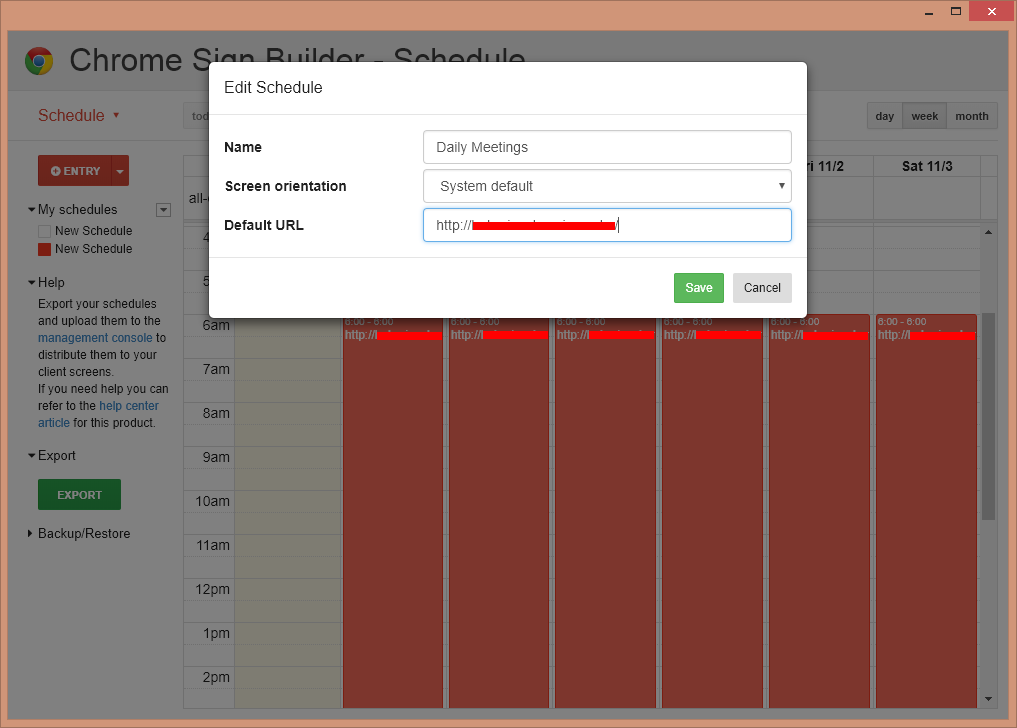 Chrome Sign Builder - Schedule
Edit Schedule
Name
Daily Meetings
Screen orientation
System default
Default URL
http://
Save
Cancel
Schedule
day
week
month
ENTRY
My schedules
New Schedule
New Schedule
Help
Export your schedules
and upload them to the
management console to
distribute them to your
client screens.
If you need help you can
refer to the help center
article for this product.
Export
EXPORT
Backup/Restore
11/2
Sat 11/3
4
5
6am
7am
8am
9am
10am
11am
12pm
1pm
2pm
6:00 - 6:00
http://
6:00 - 6:00
http://
6:00 - 6:00
http://
6:00 - 6:00
http://
6:00 - 6:00
http://
6:00 - 6:00
http://